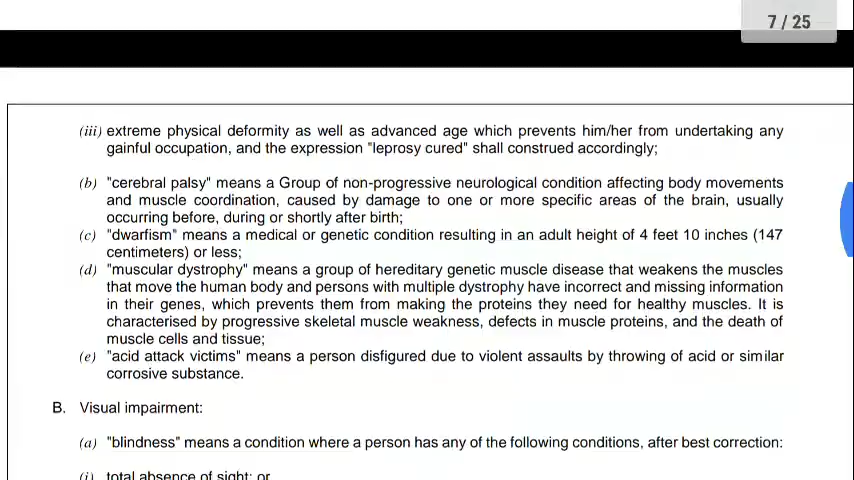 7 / 25
(iii) extreme physical deformity as well as advanced age which prevents him/her from undertaking any
gainful occupation, and the expression "leprosy cured" shall construed accordingly;
(b) "cerebral palsy" means a Group of non-progressive neurological condition affecting body movements
and muscle coordination, caused by damage to one or more specific areas of the brain, usually
occurring before, during or shortly after birth;
(c) "dwarfism" means a medical or genetic condition resulting in an adult height of 4 feet 10 inches (147
centimeters) or less;
(d) "muscular dystrophy" means a group of hereditary genetic muscle disease that weakens the muscles
that move the human body and persons with multiple dystrophy have incorrect and missing information
in their genes, which prevents them from making the proteins they need for healthy muscles. It is
characterised by progressive skeletal muscle weakness, defects in muscle proteins, and the death of
muscle cells and tissue;
(e) "acid attack victims" means a person disfigured due to violent assaults by throwing of acid or similar
corrosive substance.
B. Visual impairment:
(a) "blindness" means a condition where a person has any of the following conditions, after best correction:
(i) total absence of sight; or